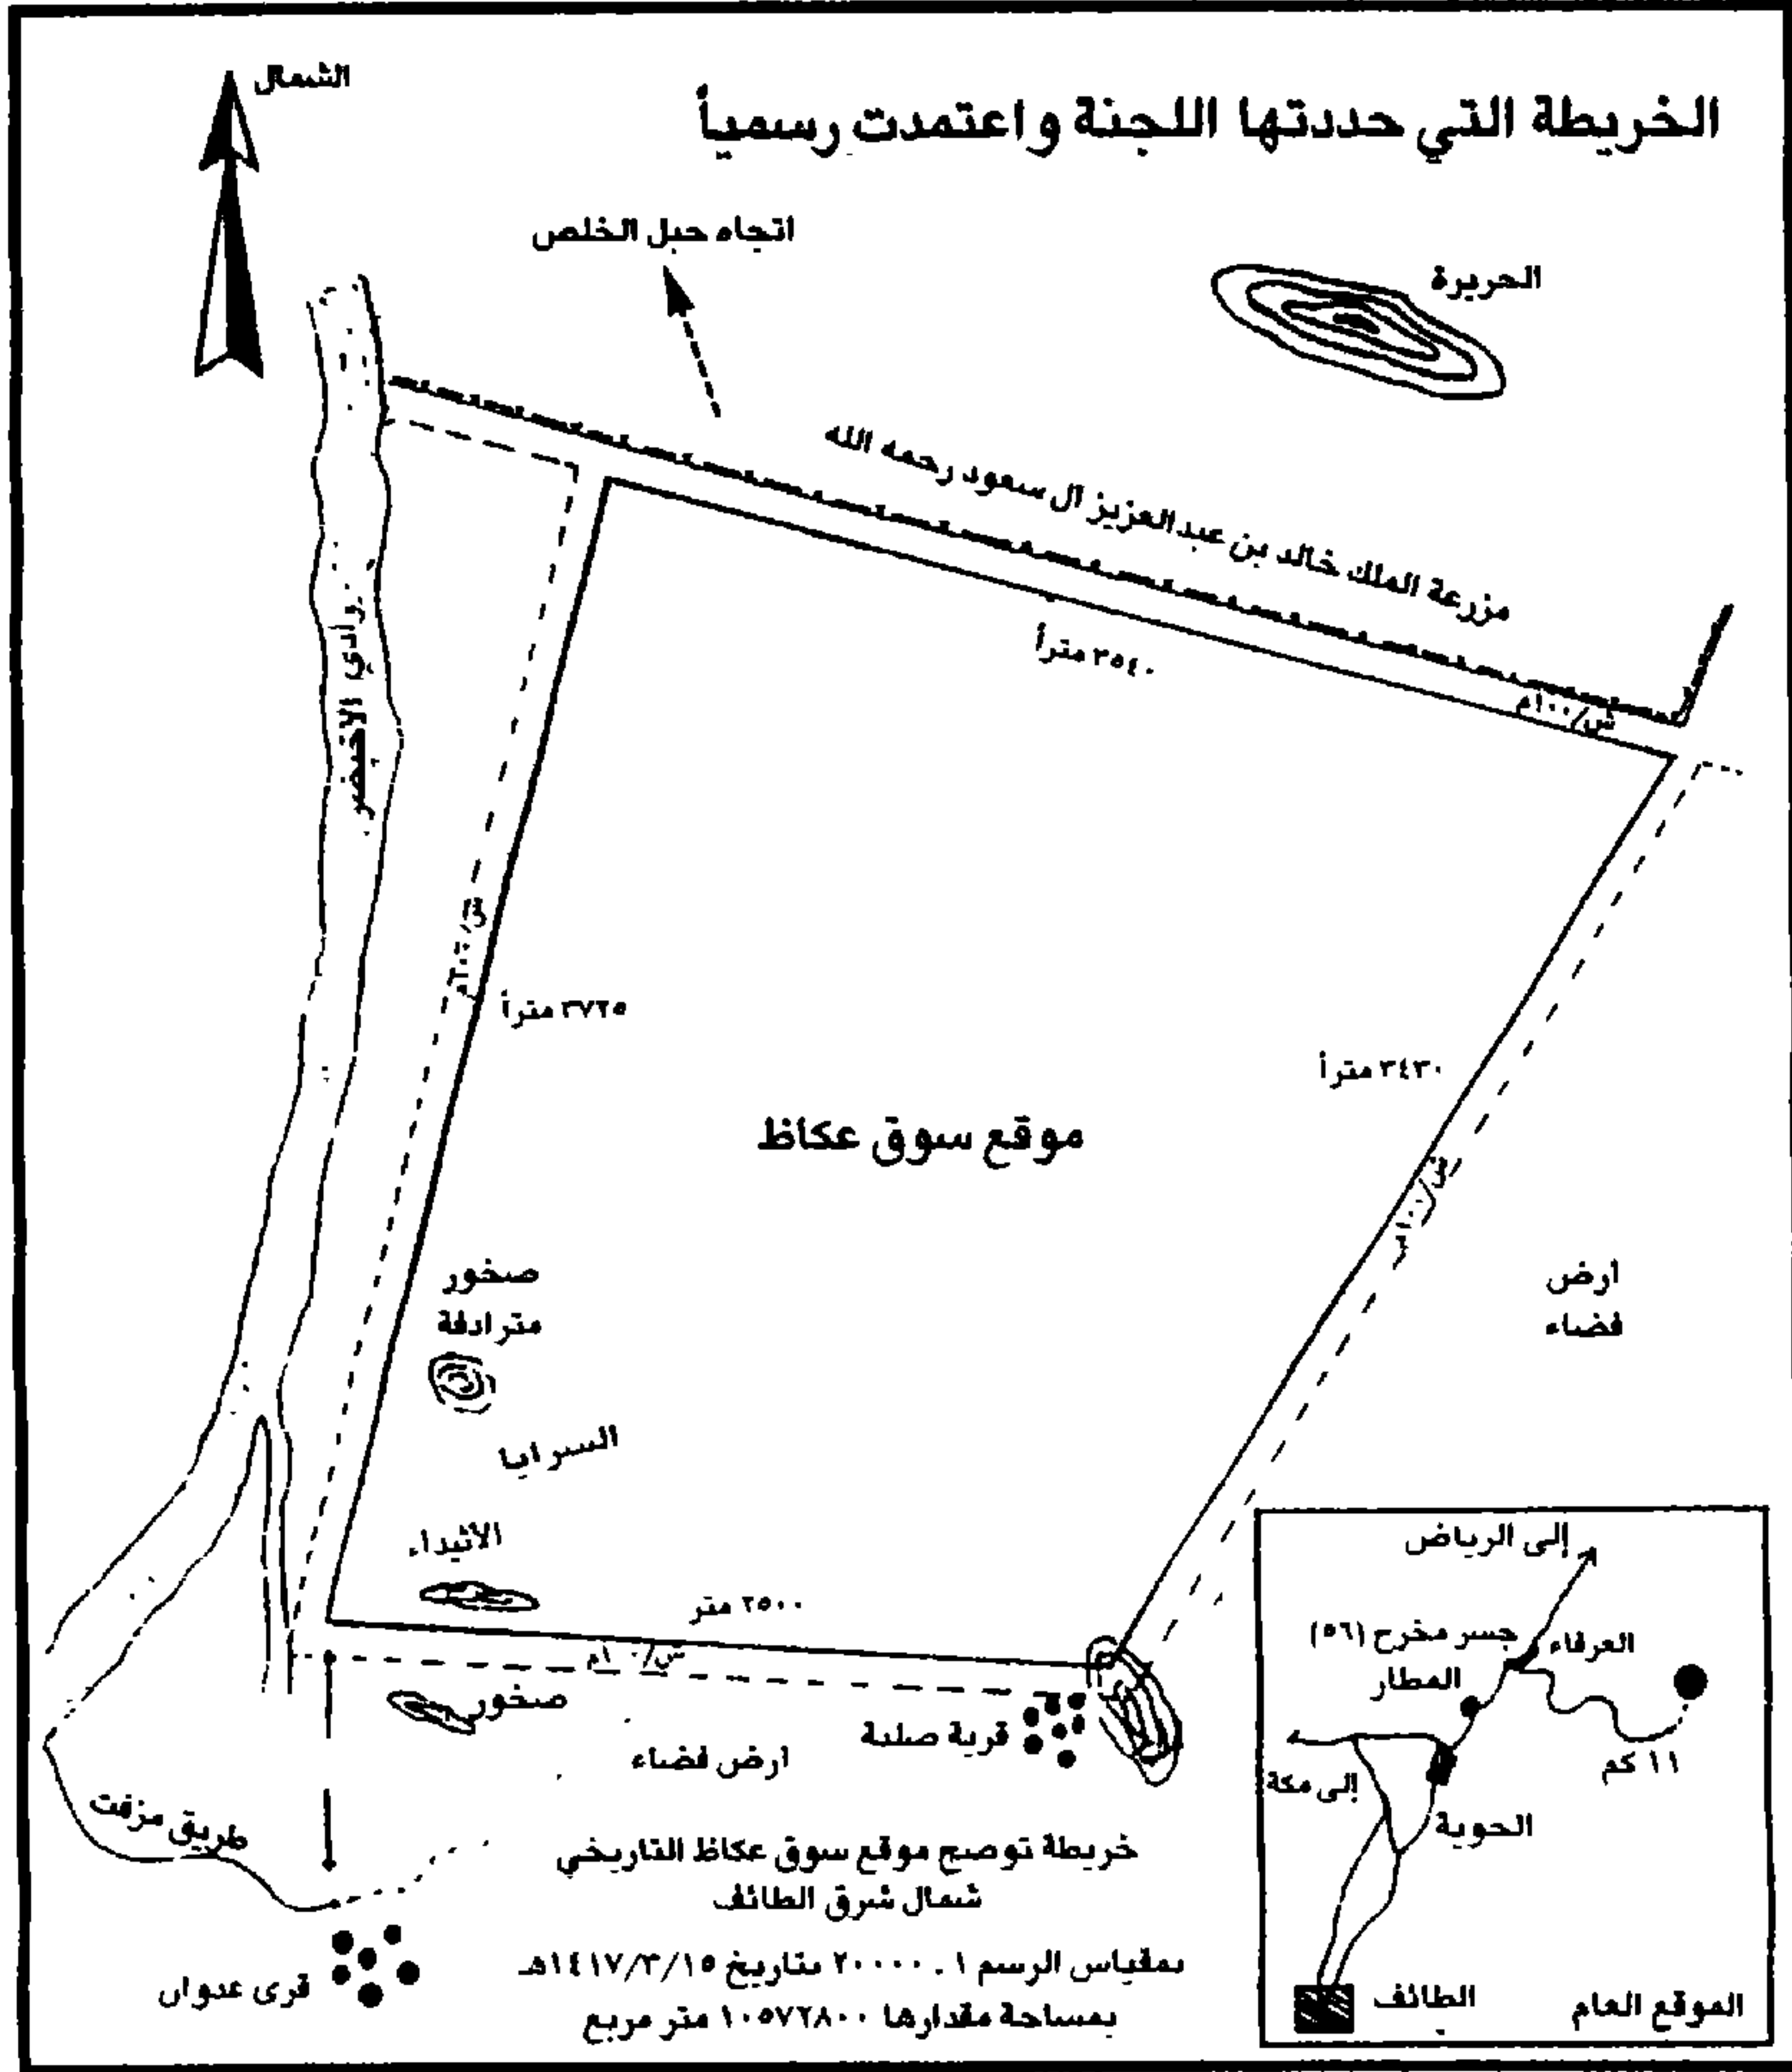 الشمال
الخريطة التي حددتها اللجنة واعتمدت رسمياً
اتجاه حبل الخلص
الحريرة
مزرعة الملك خالد بن عبدالعزيز ال سعود رحمه الله
٣٥٤٠ متراً
ش/١٠٠م
وادي الاخيضر
٣٧٢٥ متراً
٣٤٣٠ متراً
موقع سوق عكاظ
صخور
مترادفة
ارض
فضاء
السرايا
الأثيداء
٢٥٠٠ متر
صخور
قرية صلبة
ارض فضاء
طريق مزفت
قرى عدوان
خريطة توضح موقع سوق عكاظ التاريخي
شمال شرق الطائف
بمقياس الرسم ١ . ٢٠٠٠٠ بتاريخ ١٤١٧/٣/١٥هـ
بمساحة مقدارها ١٠٥٧٢٨٠٠ متر مربع
إلى الرياض
جسر مخرج (٥٦)
العرفاء
المطار
إلى مكة
١١ كم
الحوية
الطائف
الموقع العام